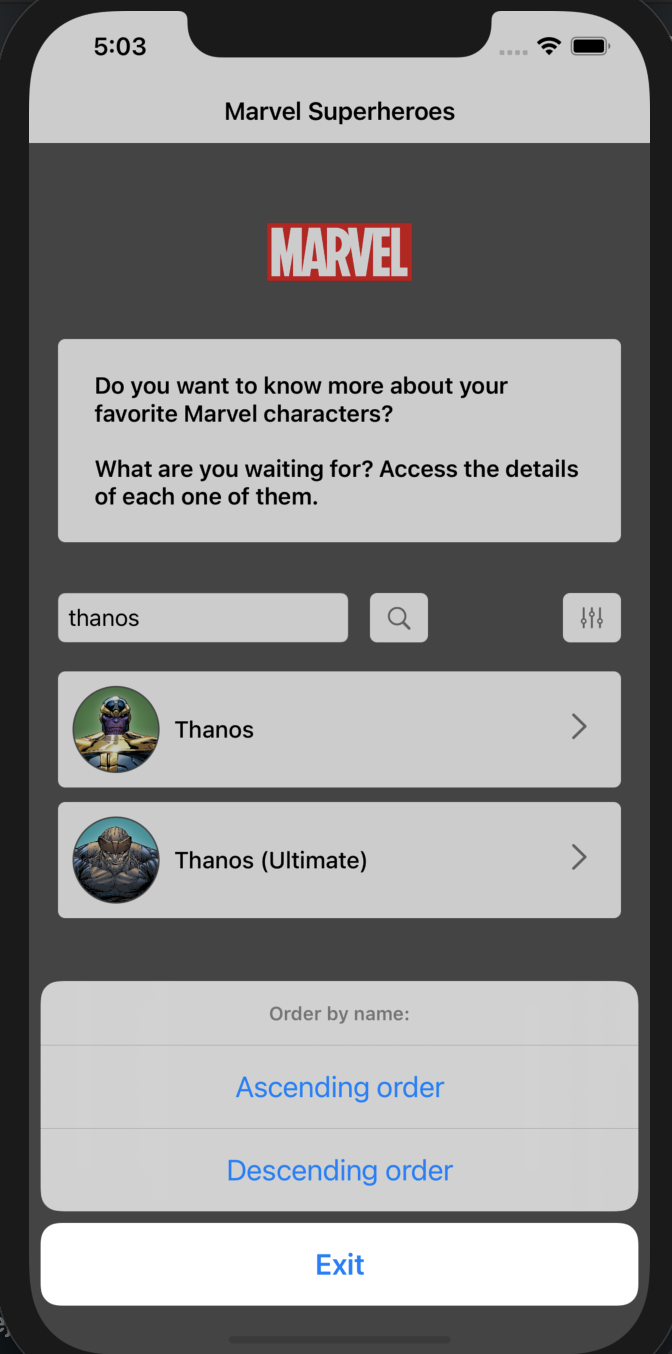 5:03
Marvel Superheroes
MARVEL
Do you want to know more about your
favorite Marvel characters?
What are you waiting for? Access the details
of each one of them.
thanos
Thanos
Thanos (Ultimate)
Order by name:
Ascending order
Descending order
Exit